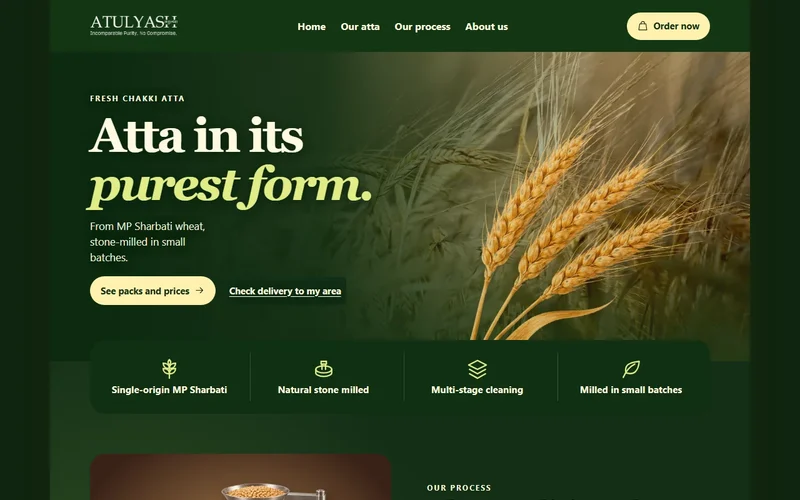 ATULYASH
Incomparable Purity. No Compromise.
Home
Our atta
Our process
About us
Order now
FRESH CHAKKI ATTA
Atta in its
purest form.
From MP Sharbati wheat,
stone-milled in small
batches.
See packs and prices
Check delivery to my area
Single-origin MP Sharbati
Natural stone milled
Multi-stage cleaning
Milled in small batches
OUR PROCESS